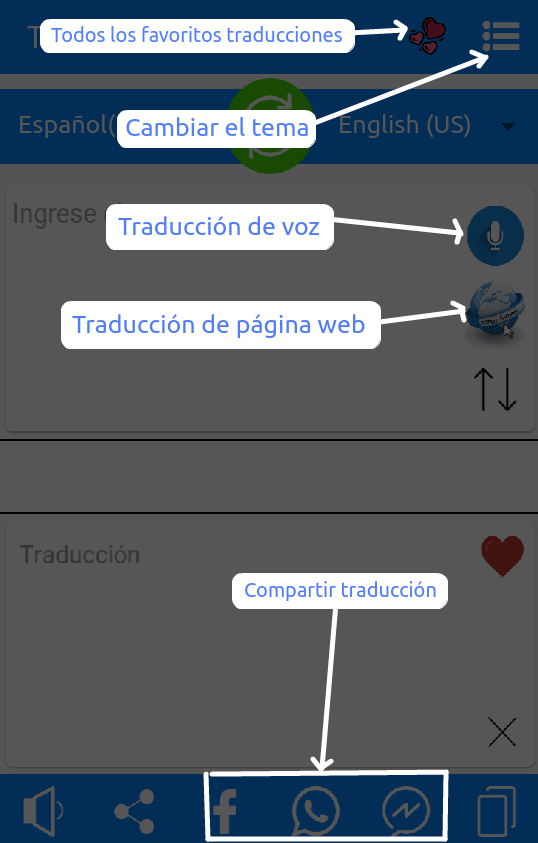 Todos los favoritos traducciones
Español(
Cambiar el tema
English (US)
Ingrese
Traducción de voz
Traducción de página web
Traducción
Compartir traducción